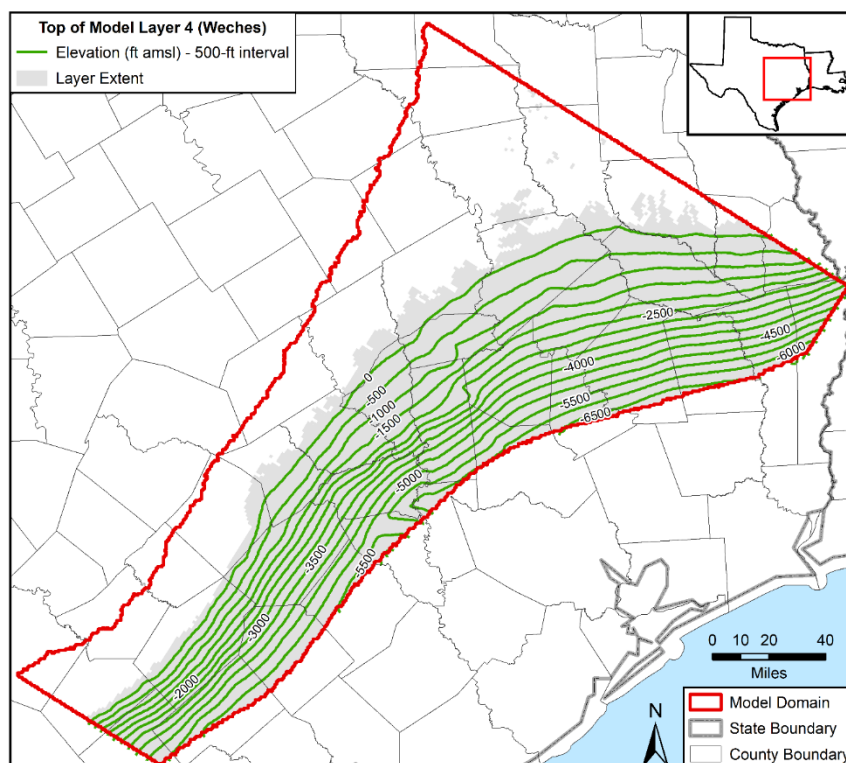 Top of Model Layer 4 (Weches)
Elevation (ft amsl) - 500-ft interval
Layer Extent
-2500
-4500
-6000
-4000
0
-500
-1000
-1500
-5500
-6500
-5000
-3500
-5500
-3000
-2000
0 10 20 40
Miles
N
Model Domain
State Boundary
County Boundary